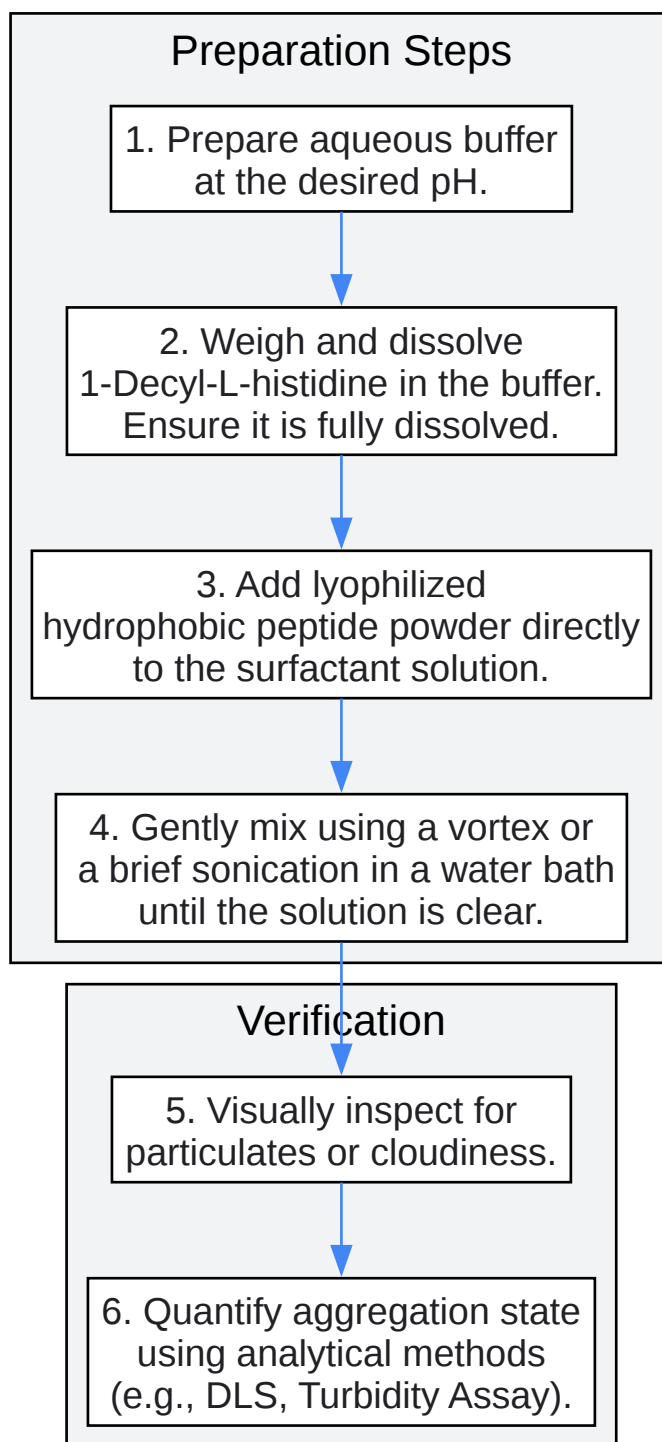 Preparation Steps
1. Prepare aqueous buffer
at the desired pH.
2. Weigh and dissolve
1-Decyl-L-histidine in the buffer.
Ensure it is fully dissolved.
3. Add lyophilized
hydrophobic peptide powder directly
to the surfactant solution.
4. Gently mix using a vortex or
a brief sonication in a water bath
until the solution is clear.
Verification
5. Visually inspect for
particulates or cloudiness.
6. Quantify aggregation state
using analytical methods
(e.g., DLS, Turbidity Assay).